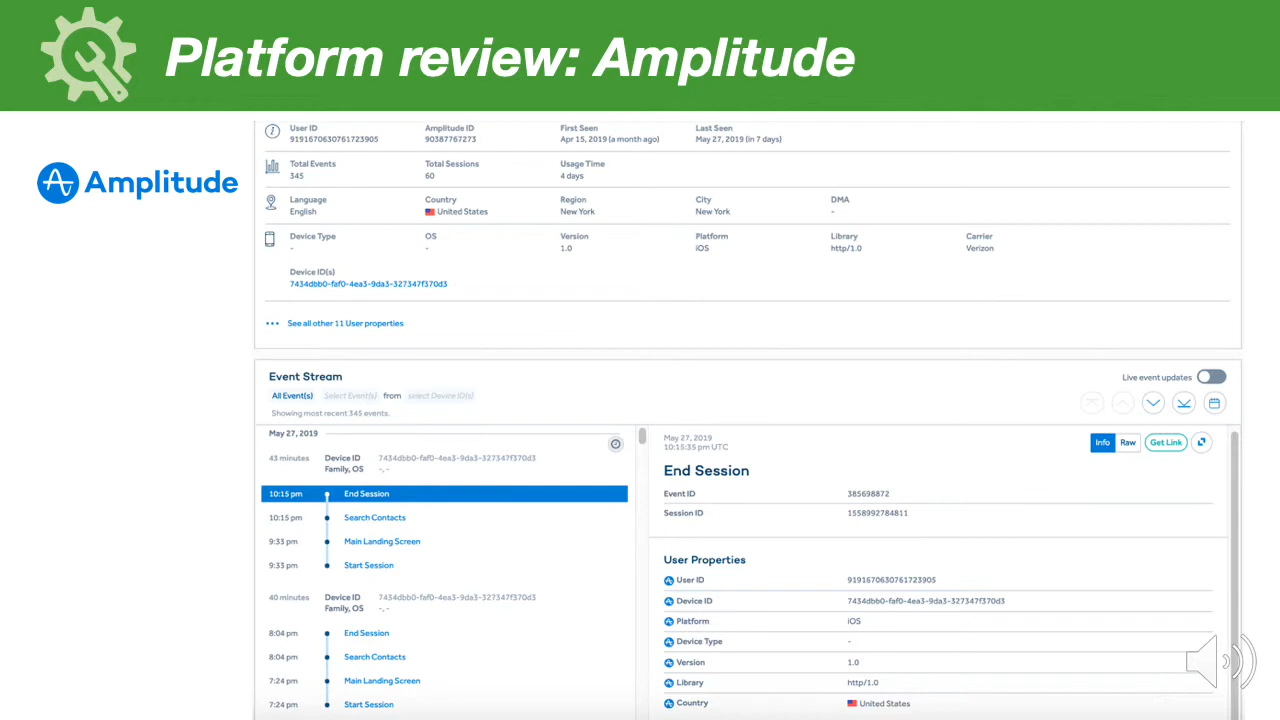 Platform review: Amplitude
Amplitude
User ID Amplitude ID First Seen Last Seen
9191670630761723905 90387767273 Apr 15, 2019 (a month ago) May 27, 2019 (in 7 days)
Total Events Total Sessions Usage Time
345 60 4 days
Language Country Region City DMA
English United States New York New York -
Device Type OS Version Platform Library Carrier
- - 1.0 iOS http/1.0 Verizon
Device ID(s)
7434dbb0-faf0-4ea3-9da3-327347f370d3
See all other 11 User properties
Event Stream
Live event updates
All Event(s) Select Event(s) from select Device ID(s)
Showing most recent 345 events.
May 27, 2019
43 minutes Device ID 7434dbb0-faf0-4ea3-9da3-327347f370d3
Family, OS -, -
10:15 pm End Session
10:15 pm Search Contacts
9:33 pm Main Landing Screen
9:33 pm Start Session
40 minutes Device ID 7434dbb0-faf0-4ea3-9da3-327347f370d3
Family, OS -, -
8:04 pm End Session
8:04 pm Search Contacts
7:24 pm Main Landing Screen
7:24 pm Start Session
May 27, 2019
10:15:35 pm UTC
Info Raw Get Link
End Session
Event ID 385698872
Session ID 1558992784811
User Properties
User ID 9191670630761723905
Device ID 7434dbb0-faf0-4ea3-9da3-327347f370d3
Platform iOS
Device Type -
Version 1.0
Library http/1.0
Country United States